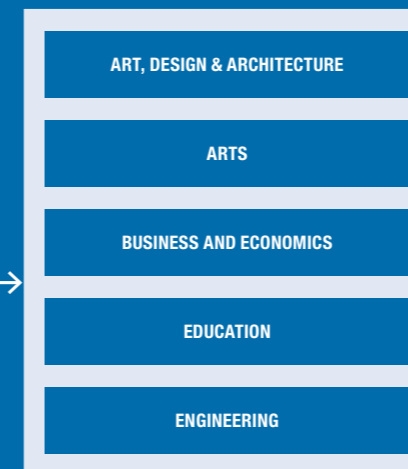 ART, DESIGN & ARCHITECTURE
ARTS
BUSINESS AND ECONOMICS
EDUCATION
ENGINEERING